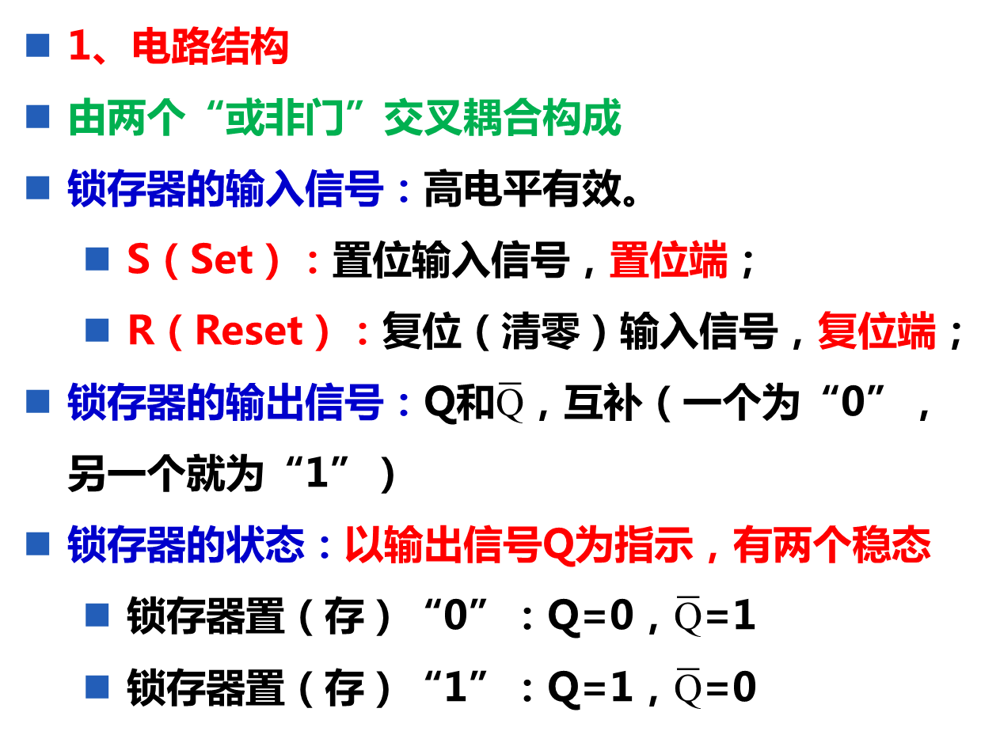 1、电路结构
由两个“或非门”交叉耦合构成
锁存器的输入信号：高电平有效。
S（Set）：置位输入信号，置位端；
R（Reset）：复位（清零）输入信号，复位端；
锁存器的输出信号：Q和Q̅，互补（一个为“0”，
另一个就为“1”）
锁存器的状态：以输出信号Q为指示，有两个稳态
锁存器置（存）“0”：Q=0，Q̅=1
锁存器置（存）“1”：Q=1，Q̅=0